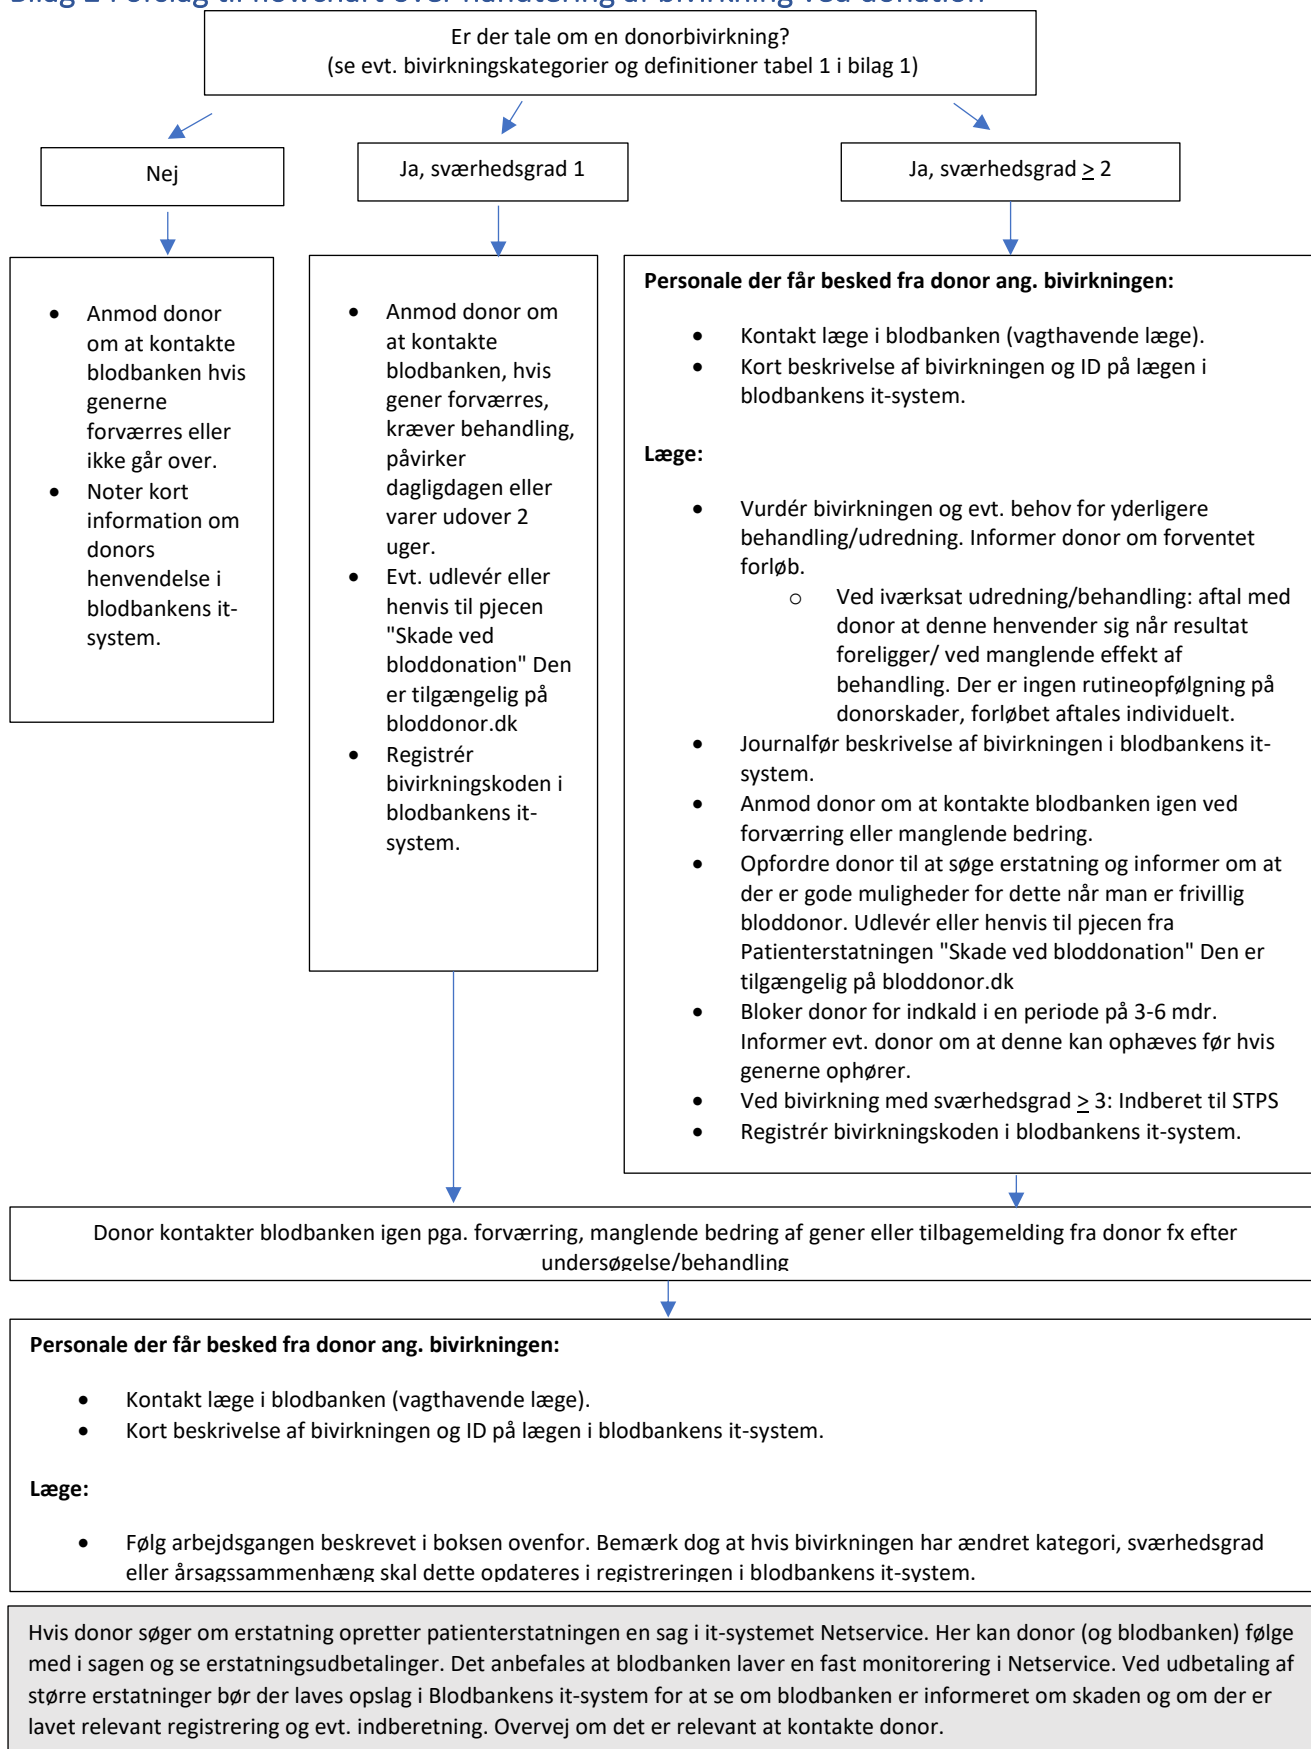 Bilag 2 Forslag til flowchart over håndtering af bivirkning ved donation
Er der tale om en donorbivirkning?
(se evt. bivirkningskategorier og definitioner tabel 1 i bilag 1)
Nej
Ja, sværhedsgrad 1
Ja, sværhedsgrad ≥ 2
• Anmod donor
om at kontakte
blodbanken hvis
generne
forværres eller
ikke går over.
• Noter kort
information om
donors
henvendelse i
blodbankens it-
system.
• Anmod donor om
at kontakte
blodbanken, hvis
gener forværres,
kræver behandling,
påvirker
dagligdagen eller
varer udover 2
uger.
• Evt. udlevér eller
henvis til pjecen
"Skade ved
bloddonation" Den
er tilgængelig på
bloddonor.dk
• Registrér
bivirkningskoden i
blodbankens it-
system.
Personale der får besked fra donor ang. bivirkningen:
• Kontakt læge i blodbanken (vagthavende læge).
• Kort beskrivelse af bivirkningen og ID på lægen i
blodbankens it-system.
Læge:
• Vurdér bivirkningen og evt. behov for yderligere
behandling/udredning. Informer donor om forventet
forløb.
o Ved iværksat udredning/behandling: aftal med
donor at denne henvender sig når resultat
foreligger/ ved manglende effekt af
behandling. Der er ingen rutineopfølgning på
donorskader, forløbet aftales individuelt.
• Journalfør beskrivelse af bivirkningen i blodbankens it-
system.
• Anmod donor om at kontakte blodbanken igen ved
forværring eller manglende bedring.
• Opfordre donor til at søge erstatning og informer om at
der er gode muligheder for dette når man er frivillig
bloddonor. Udlevér eller henvis til pjecen fra
Patienterstatningen "Skade ved bloddonation" Den er
tilgængelig på bloddonor.dk
• Bloker donor for indkald i en periode på 3-6 mdr.
Informer evt. donor om at denne kan ophæves før hvis
generne ophører.
• Ved bivirkning med sværhedsgrad ≥ 3: Indberet til STPS
• Registrér bivirkningskoden i blodbankens it-system.
Donor kontakter blodbanken igen pga. forværring, manglende bedring af gener eller tilbagemelding fra donor fx efter
undersøgelse/behandling
Personale der får besked fra donor ang. bivirkningen:
• Kontakt læge i blodbanken (vagthavende læge).
• Kort beskrivelse af bivirkningen og ID på lægen i blodbankens it-system.
Læge:
• Følg arbejdsgangen beskrevet i boksen ovenfor. Bemærk dog at hvis bivirkningen har ændret kategori, sværhedsgrad
eller årsagssammenhæng skal dette opdateres i registreringen i blodbankens it-system.
Hvis donor søger om erstatning opretter patienterstatningen en sag i it-systemet Netservice. Her kan donor (og blodbanken) følge
med i sagen og se erstatningsudbetalinger. Det anbefales at blodbanken laver en fast monitorering i Netservice. Ved udbetaling af
større erstatninger bør der laves opslag i Blodbankens it-system for at se om blodbanken er informeret om skaden og om der er
lavet relevant registrering og evt. indberetning. Overvej om det er relevant at kontakte donor.